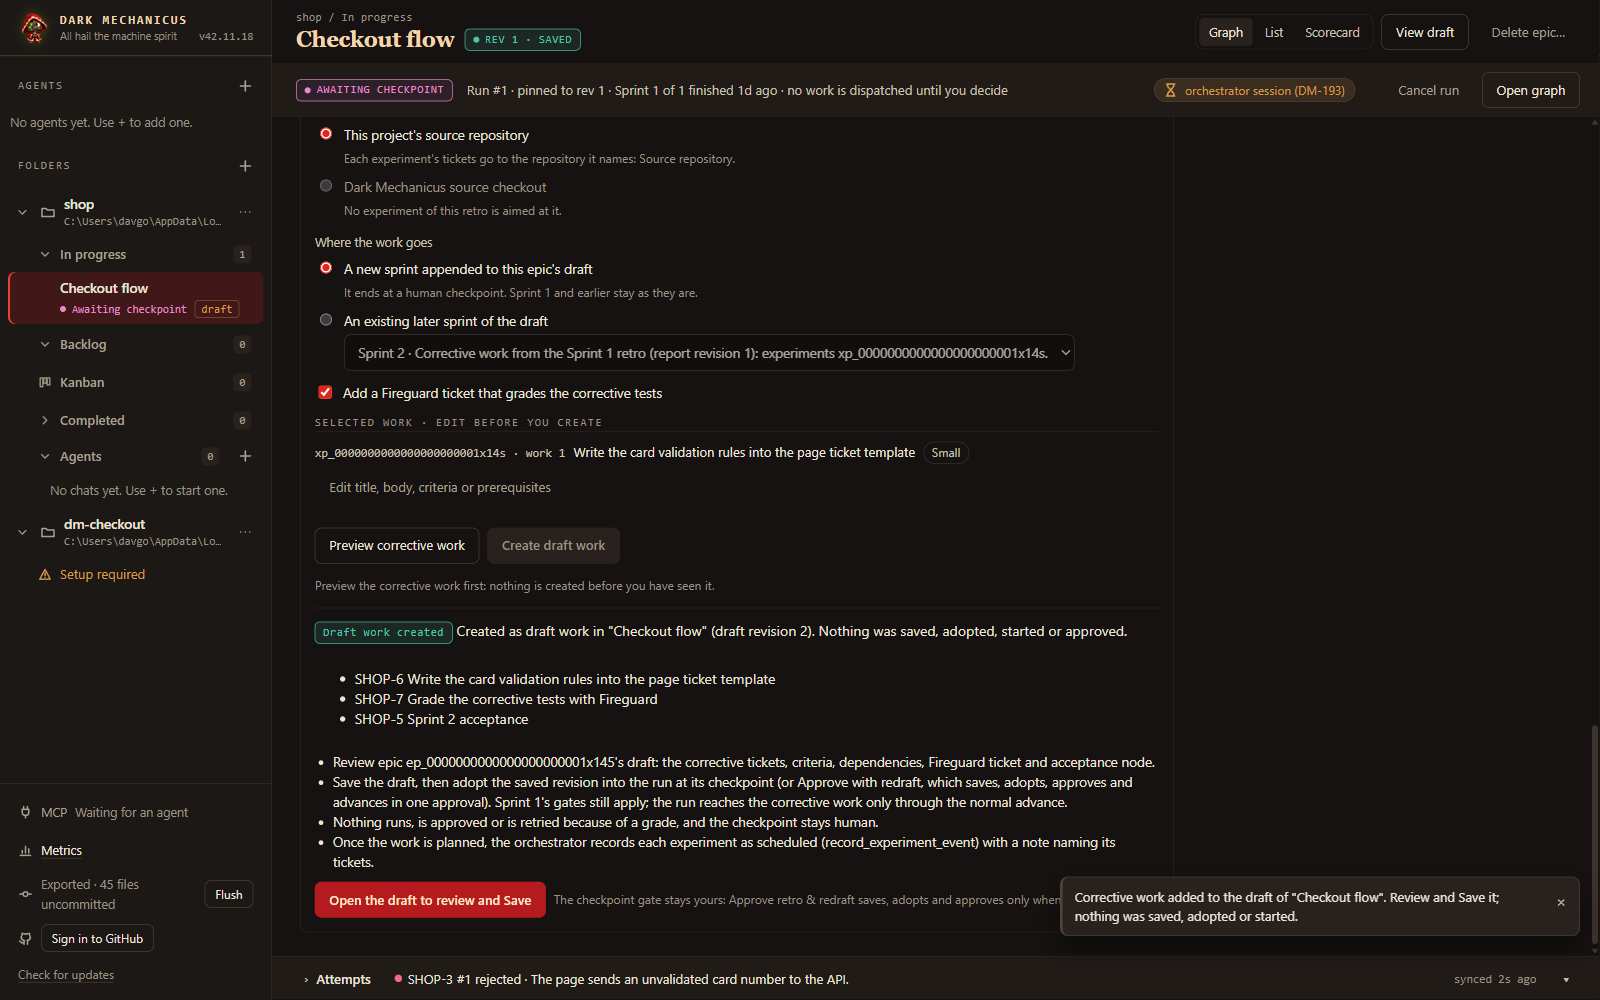 DARK MECHANICUS
All hail the machine spirit
v42.11.18
AGENTS
No agents yet. Use + to add one.
FOLDERS
shop
C:\Users\davgo\AppData\Lo…
In progress
1
Checkout flow
Awaiting checkpoint
draft
Backlog
0
Kanban
0
Completed
0
Agents
0
No chats yet. Use + to start one.
dm-checkout
C:\Users\davgo\AppData\Lo…
Setup required
MCP Waiting for an agent
Metrics
Exported · 45 files
uncommitted
Flush
Sign in to GitHub
Check for updates
shop / In progress
Checkout flow
REV 1 · SAVED
Graph
List
Scorecard
View draft
Delete epic...
AWAITING CHECKPOINT
Run #1 · pinned to rev 1 · Sprint 1 of 1 finished 1d ago · no work is dispatched until you decide
orchestrator session (DM-193)
Cancel run
Open graph
This project's source repository
Each experiment's tickets go to the repository it names: Source repository.
Dark Mechanicus source checkout
No experiment of this retro is aimed at it.
Where the work goes
A new sprint appended to this epic's draft
It ends at a human checkpoint. Sprint 1 and earlier stay as they are.
An existing later sprint of the draft
Sprint 2 · Corrective work from the Sprint 1 retro (report revision 1): experiments xp_0000000000000000000001x14s.
Add a Fireguard ticket that grades the corrective tests
SELECTED WORK · EDIT BEFORE YOU CREATE
xp_0000000000000000000001x14s · work 1 Write the card validation rules into the page ticket template Small
Edit title, body, criteria or prerequisites
Preview corrective work
Create draft work
Preview the corrective work first: nothing is created before you have seen it.
Draft work created Created as draft work in "Checkout flow" (draft revision 2). Nothing was saved, adopted, started or approved.
SHOP-6 Write the card validation rules into the page ticket template
SHOP-7 Grade the corrective tests with Fireguard
SHOP-5 Sprint 2 acceptance
Review epic ep_0000000000000000000001x145's draft: the corrective tickets, criteria, dependencies, Fireguard ticket and acceptance node.
Save the draft, then adopt the saved revision into the run at its checkpoint (or Approve with redraft, which saves, adopts, approves and
advances in one approval). Sprint 1's gates still apply; the run reaches the corrective work only through the normal advance.
Nothing runs, is approved or is retried because of a grade, and the checkpoint stays human.
Once the work is planned, the orchestrator records each experiment as scheduled (record_experiment_event) with a note naming its
tickets.
Open the draft to review and Save
The checkpoint gate stays yours: Approve retro & redraft saves, adopts and approves only when
Corrective work added to the draft of "Checkout flow". Review and Save it;
nothing was saved, adopted or started.
Attempts
SHOP-3 #1 rejected · The page sends an unvalidated card number to the API.
synced 2s ago